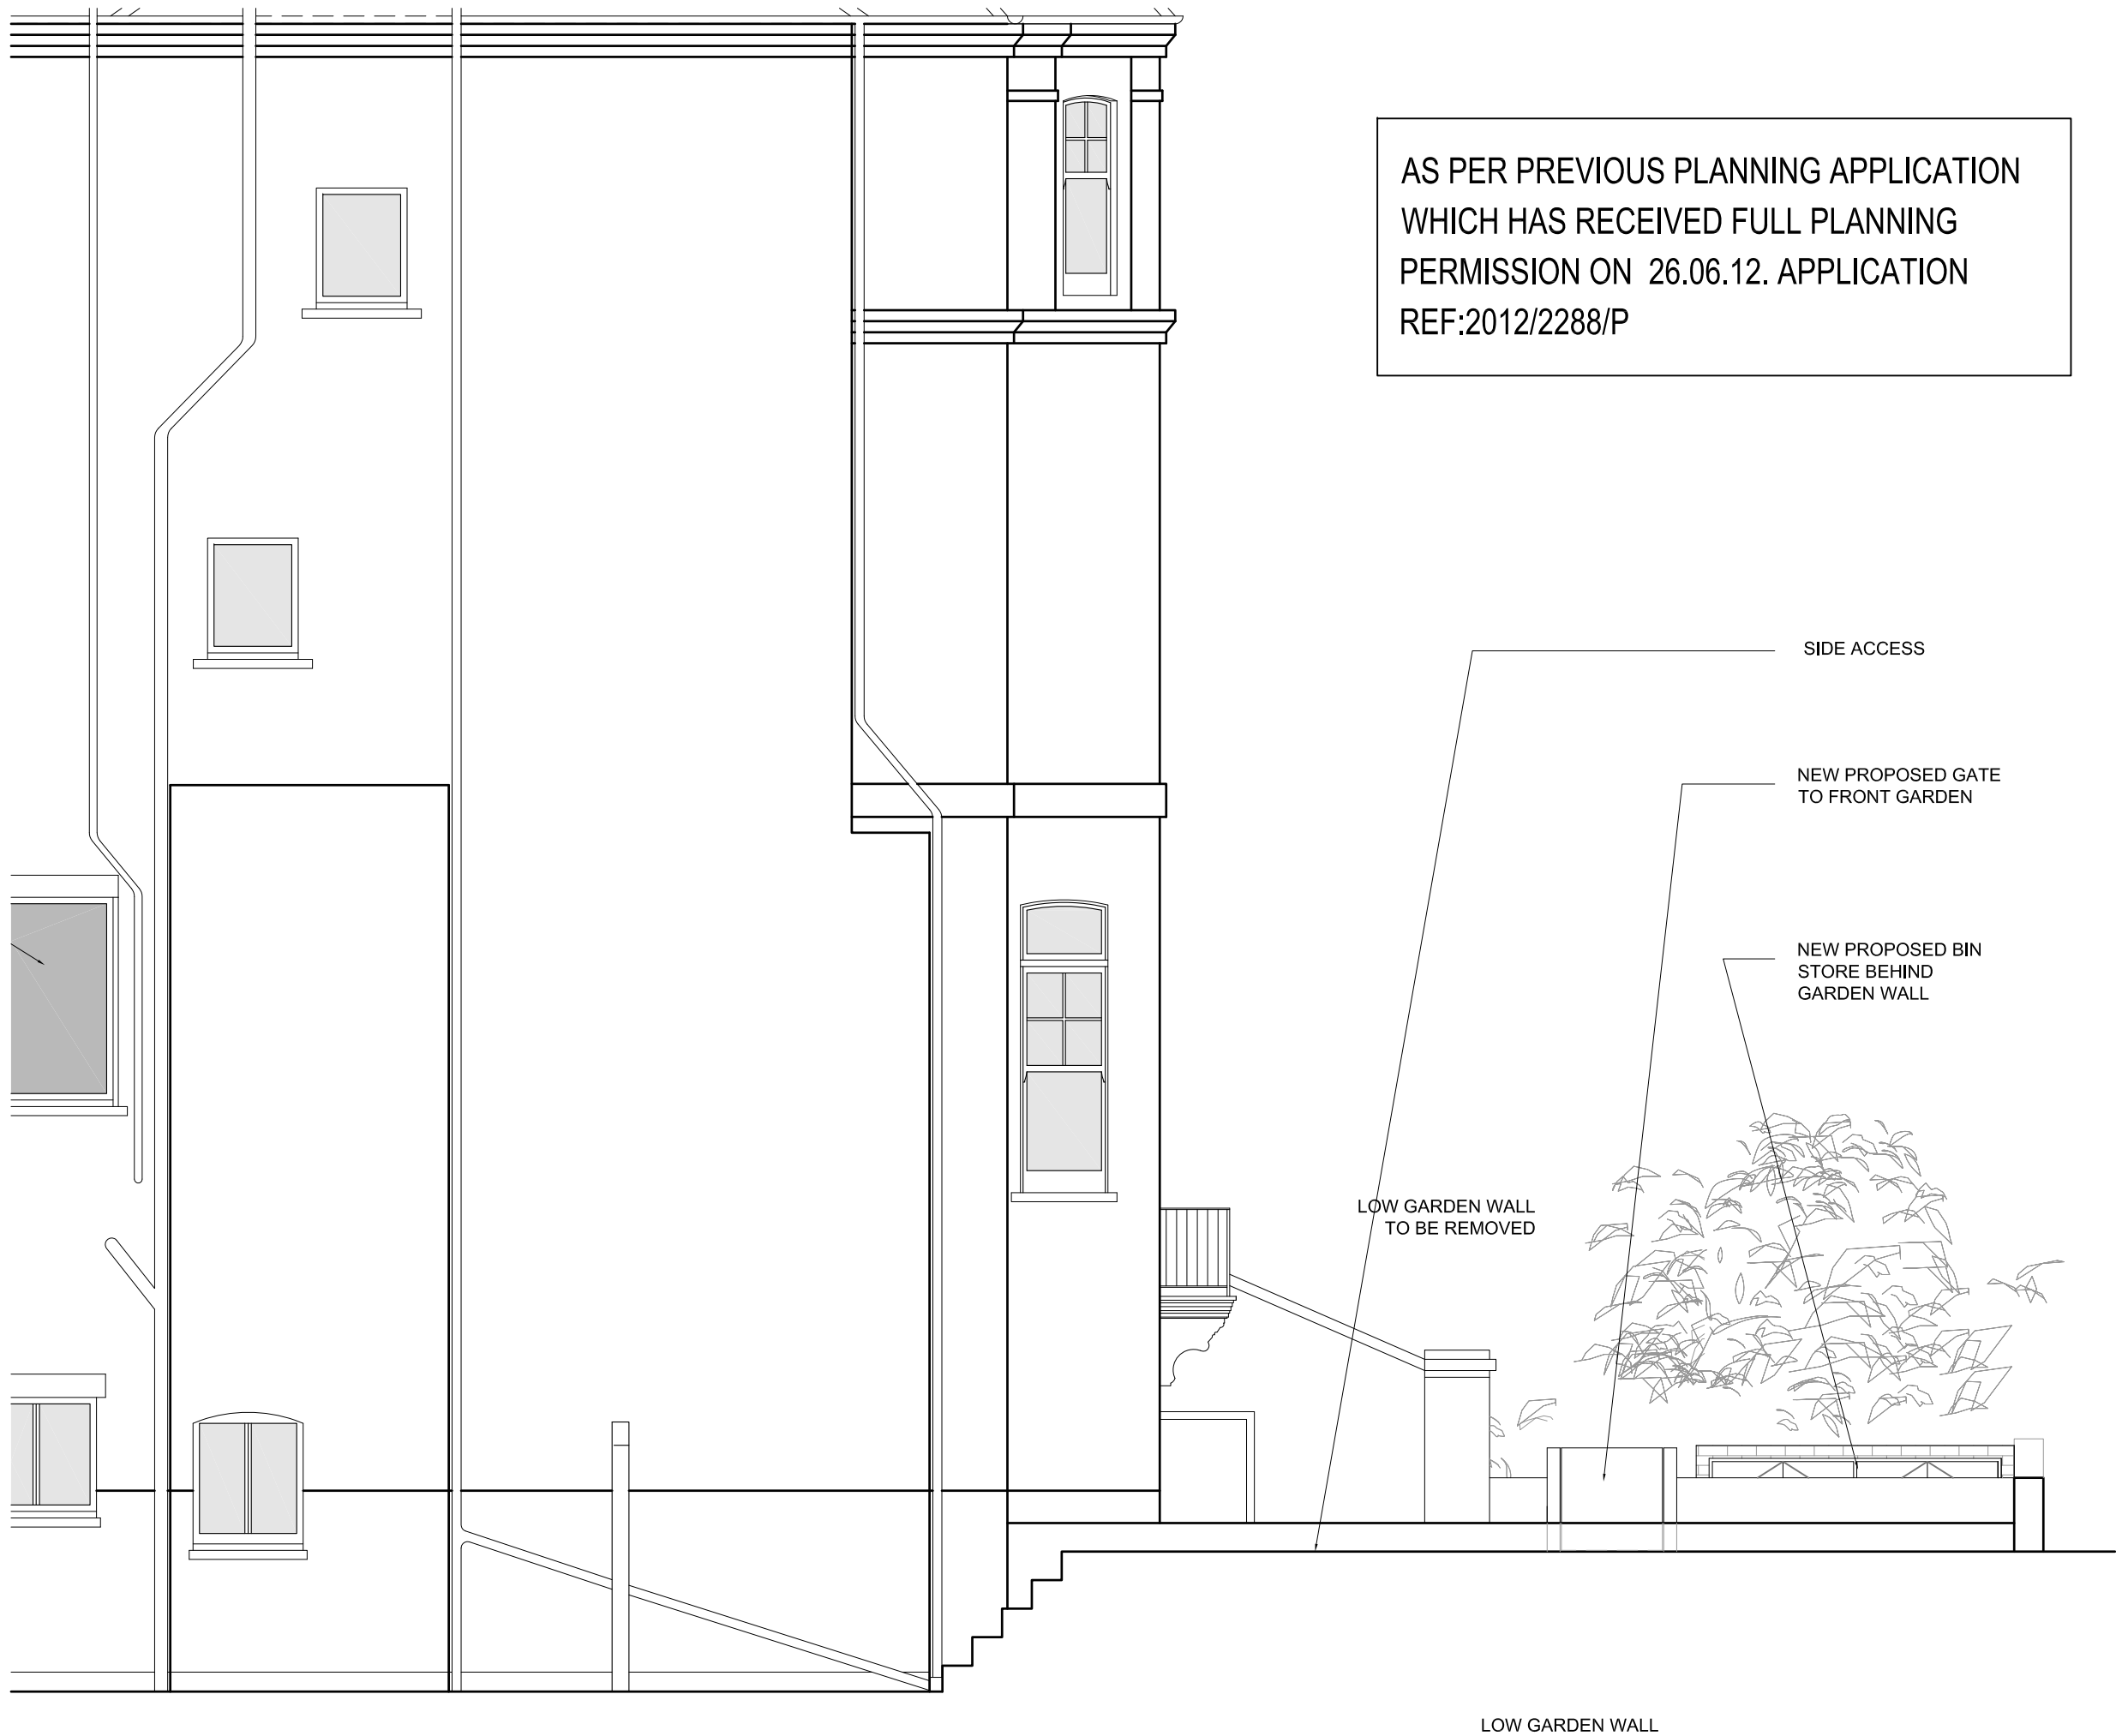 AS PER PREVIOUS PLANNING APPLICATION
WHICH HAS RECEIVED FULL PLANNING
PERMISSION ON 26.06.12. APPLICATION
REF:2012/2288/P
SIDE ACCESS
NEW PROPOSED GATE
TO FRONT GARDEN
NEW PROPOSED BIN
STORE BEHIND
GARDEN WALL
LOW GARDEN WALL
TO BE REMOVED
LOW GARDEN WALL